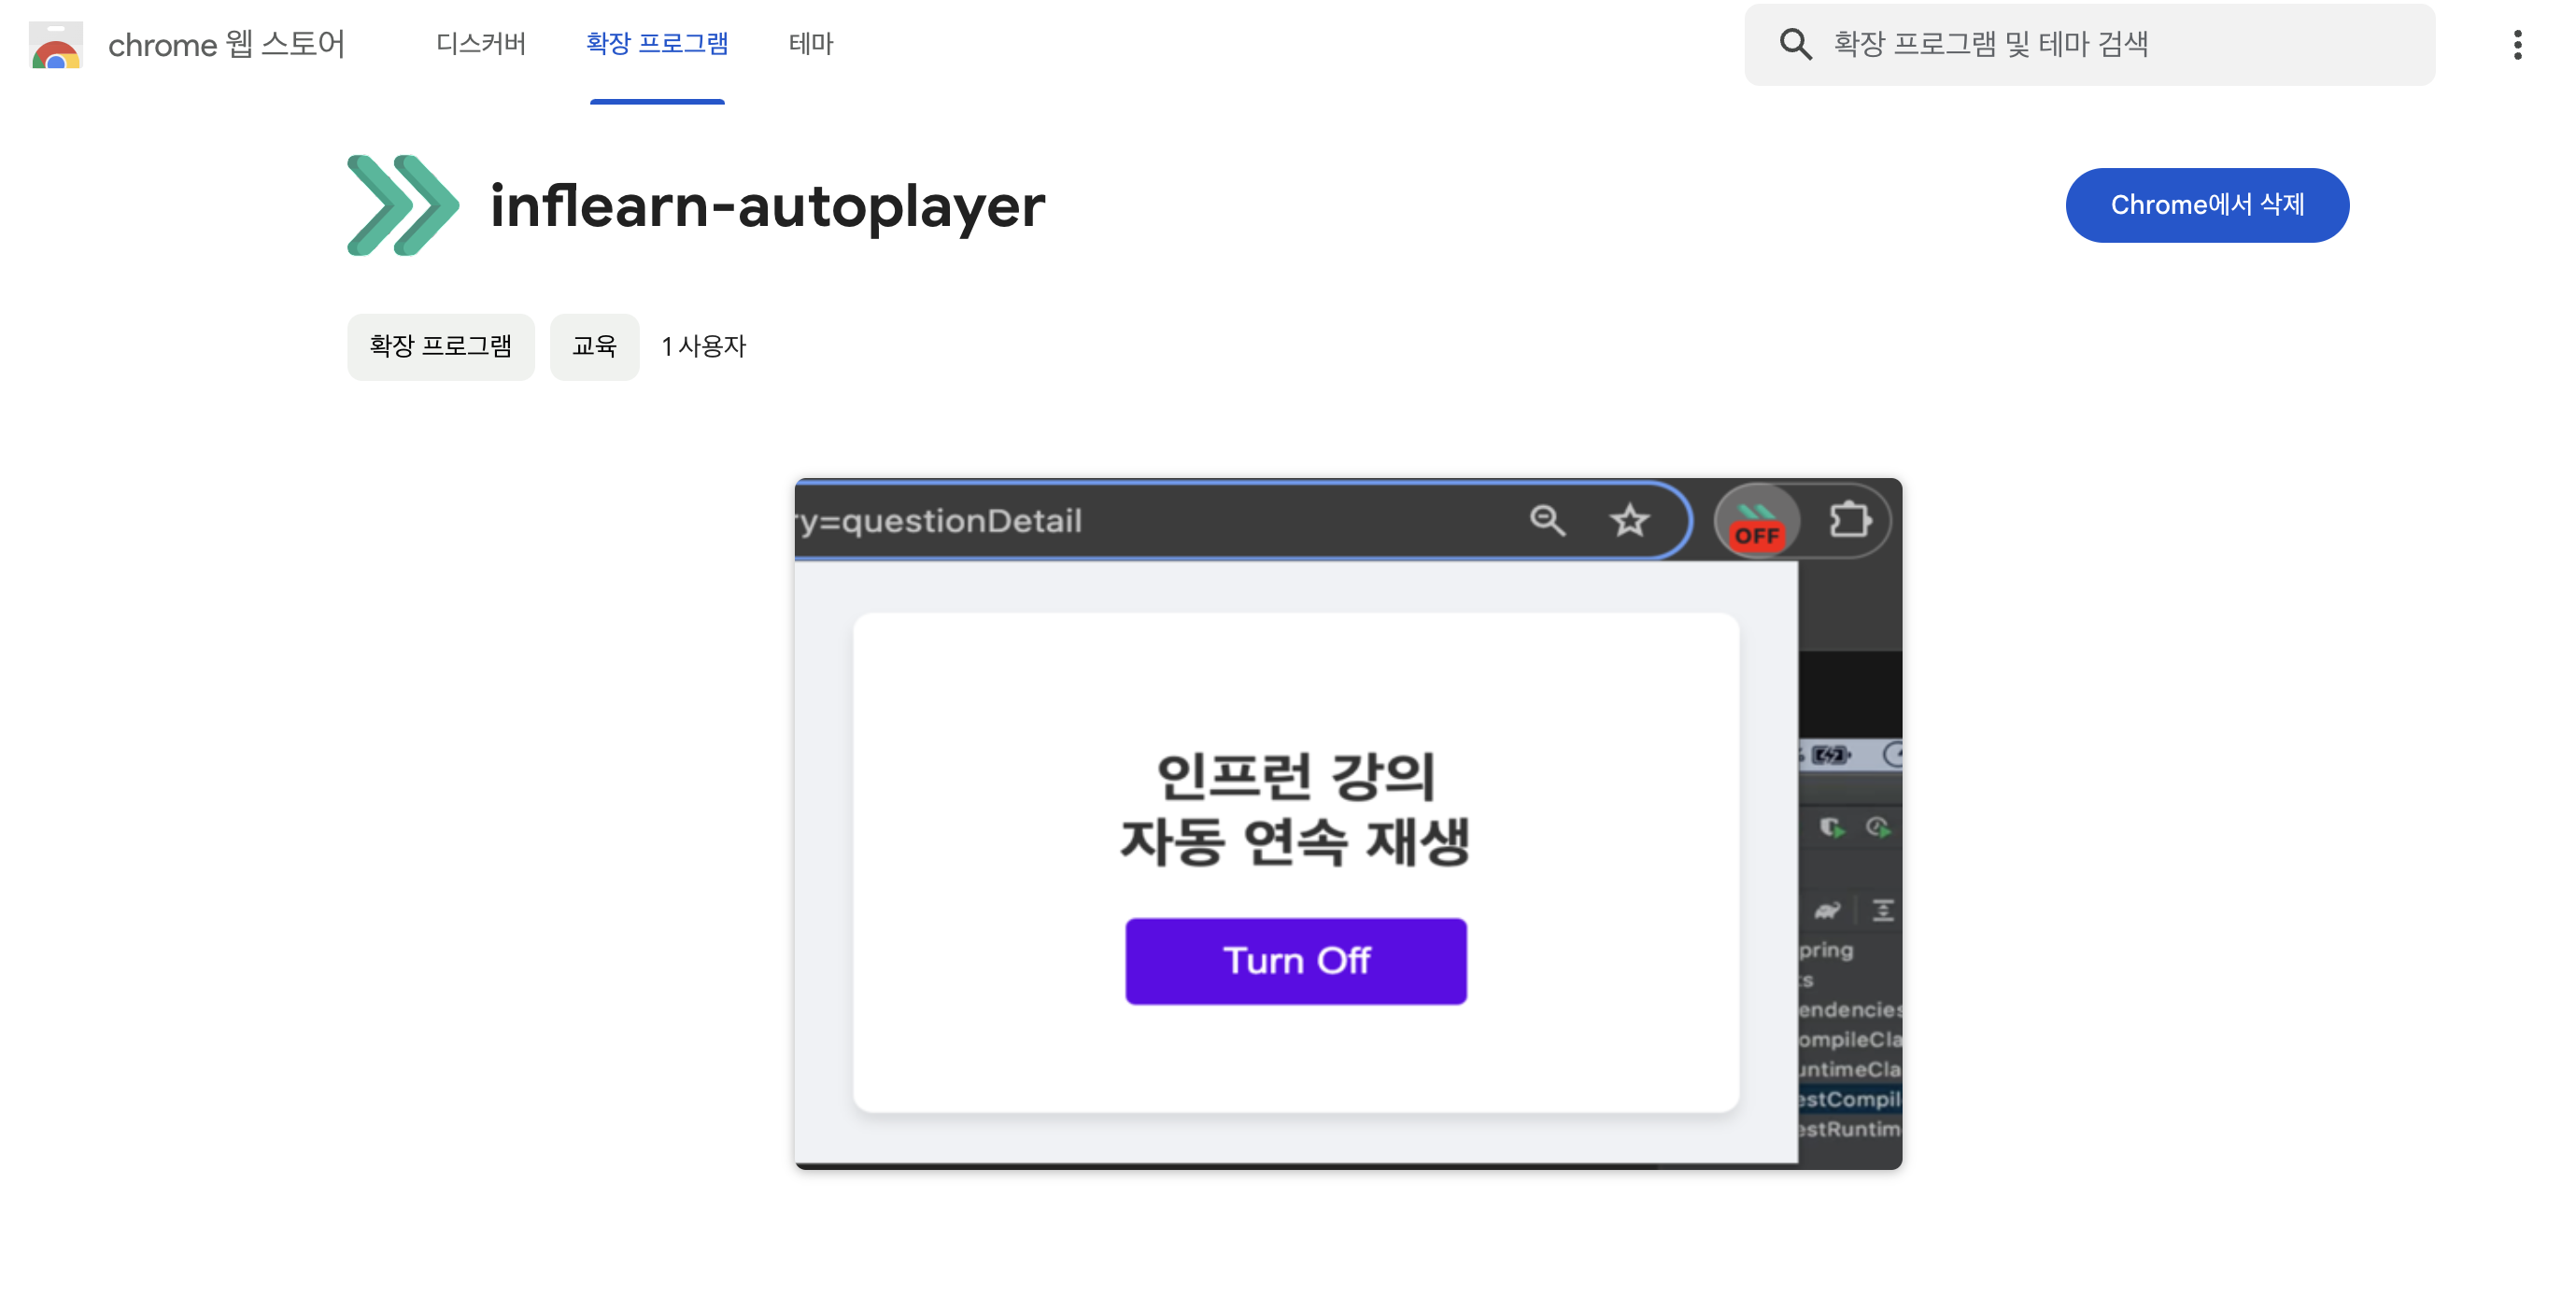 chrome 웹 스토어
디스커버
확장 프로그램
테마
확장 프로그램 및 테마 검색
inflearn-autoplayer
Chrome에서 삭제
확장 프로그램
교육
1 사용자
ry=questionDetail
OFF
인프런 강의
자동 연속 재생
Turn Off
pring
ts
endencies
ompileCla
untimeCla
estCompil
estRuntim